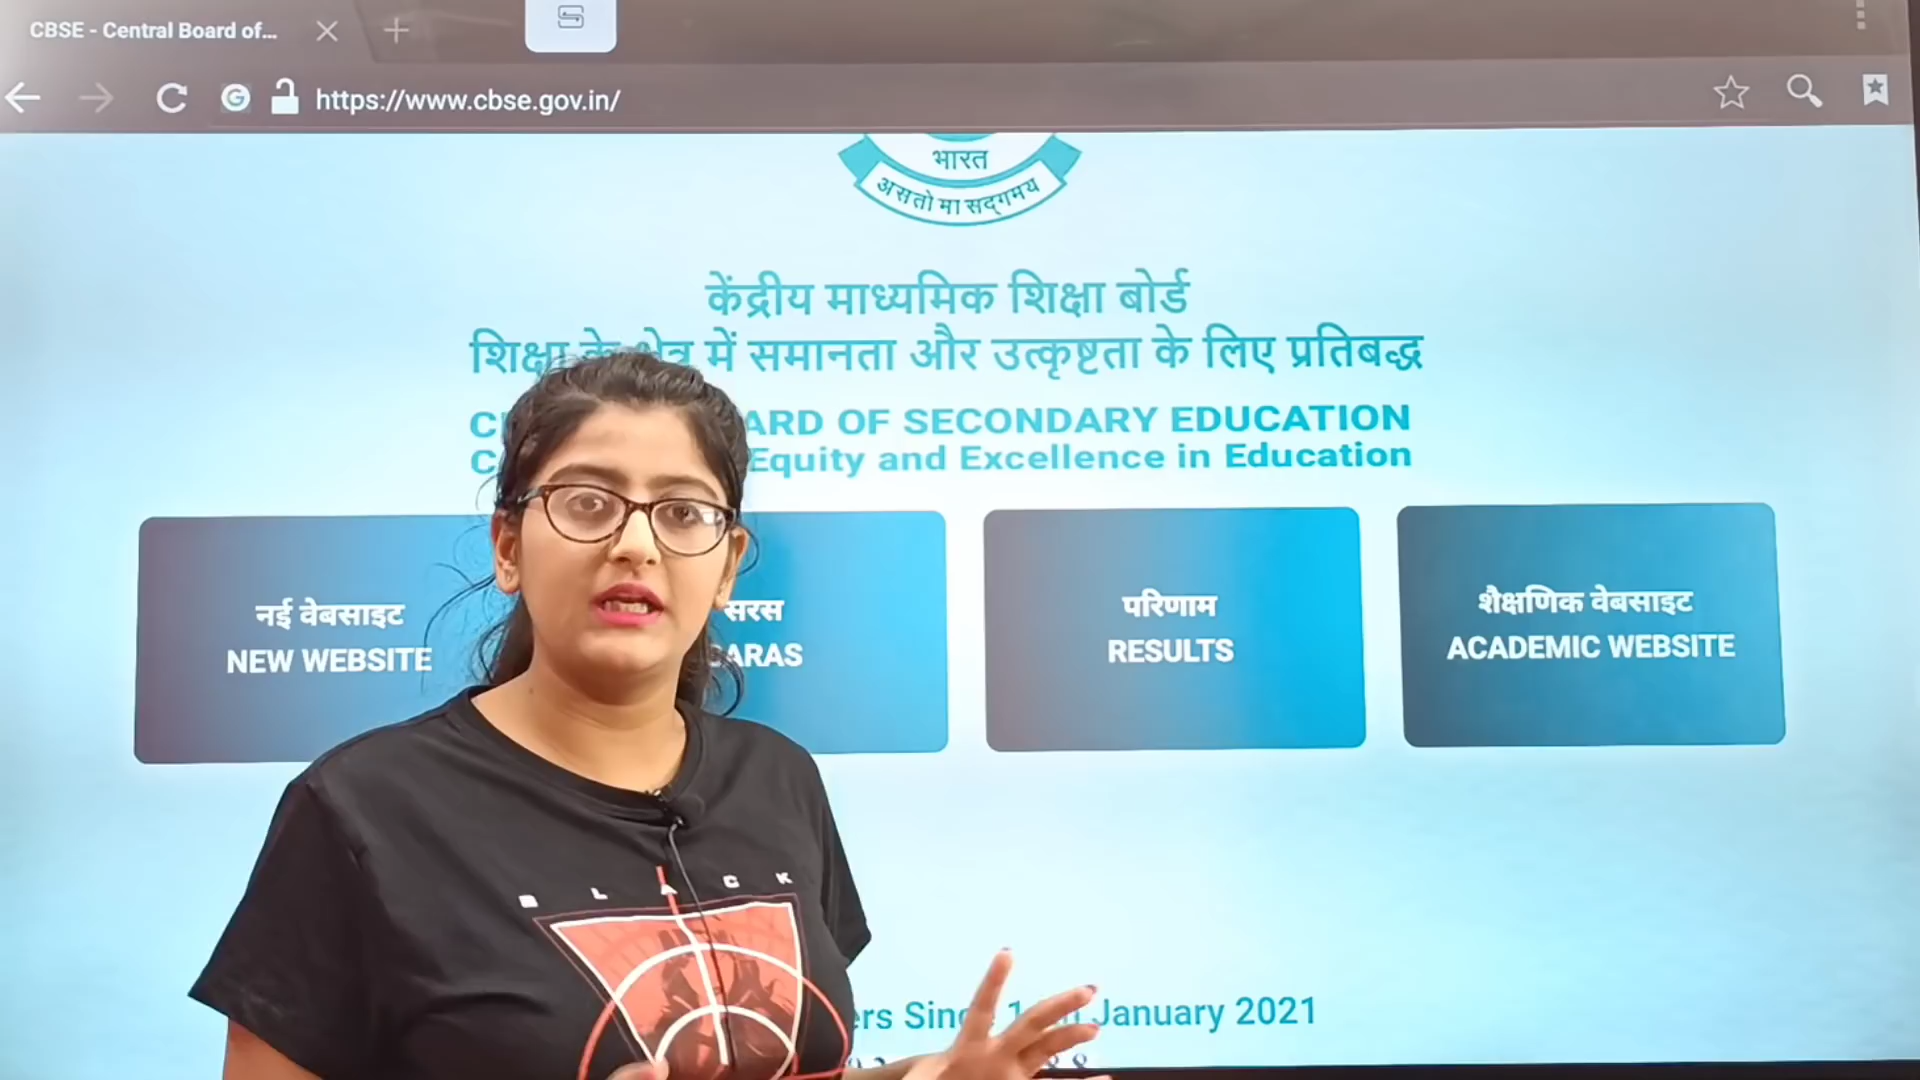 CBSE - Central Board of...
https://www.cbse.gov.in/
भारत
असतो मा सद्गमय
केंद्रीय माध्यमिक शिक्षा बोर्ड
शिक्षा के क्षेत्र में समानता और उत्कृष्टता के लिए प्रतिबद्ध
OF SECONDARY EDUCATION
Equity and Excellence in Education
नई वेबसाइट
NEW WEBSITE
सरस
SARAS
परिणाम
RESULTS
शैक्षणिक वेबसाइट
ACADEMIC WEBSITE
BLACK
January 2021